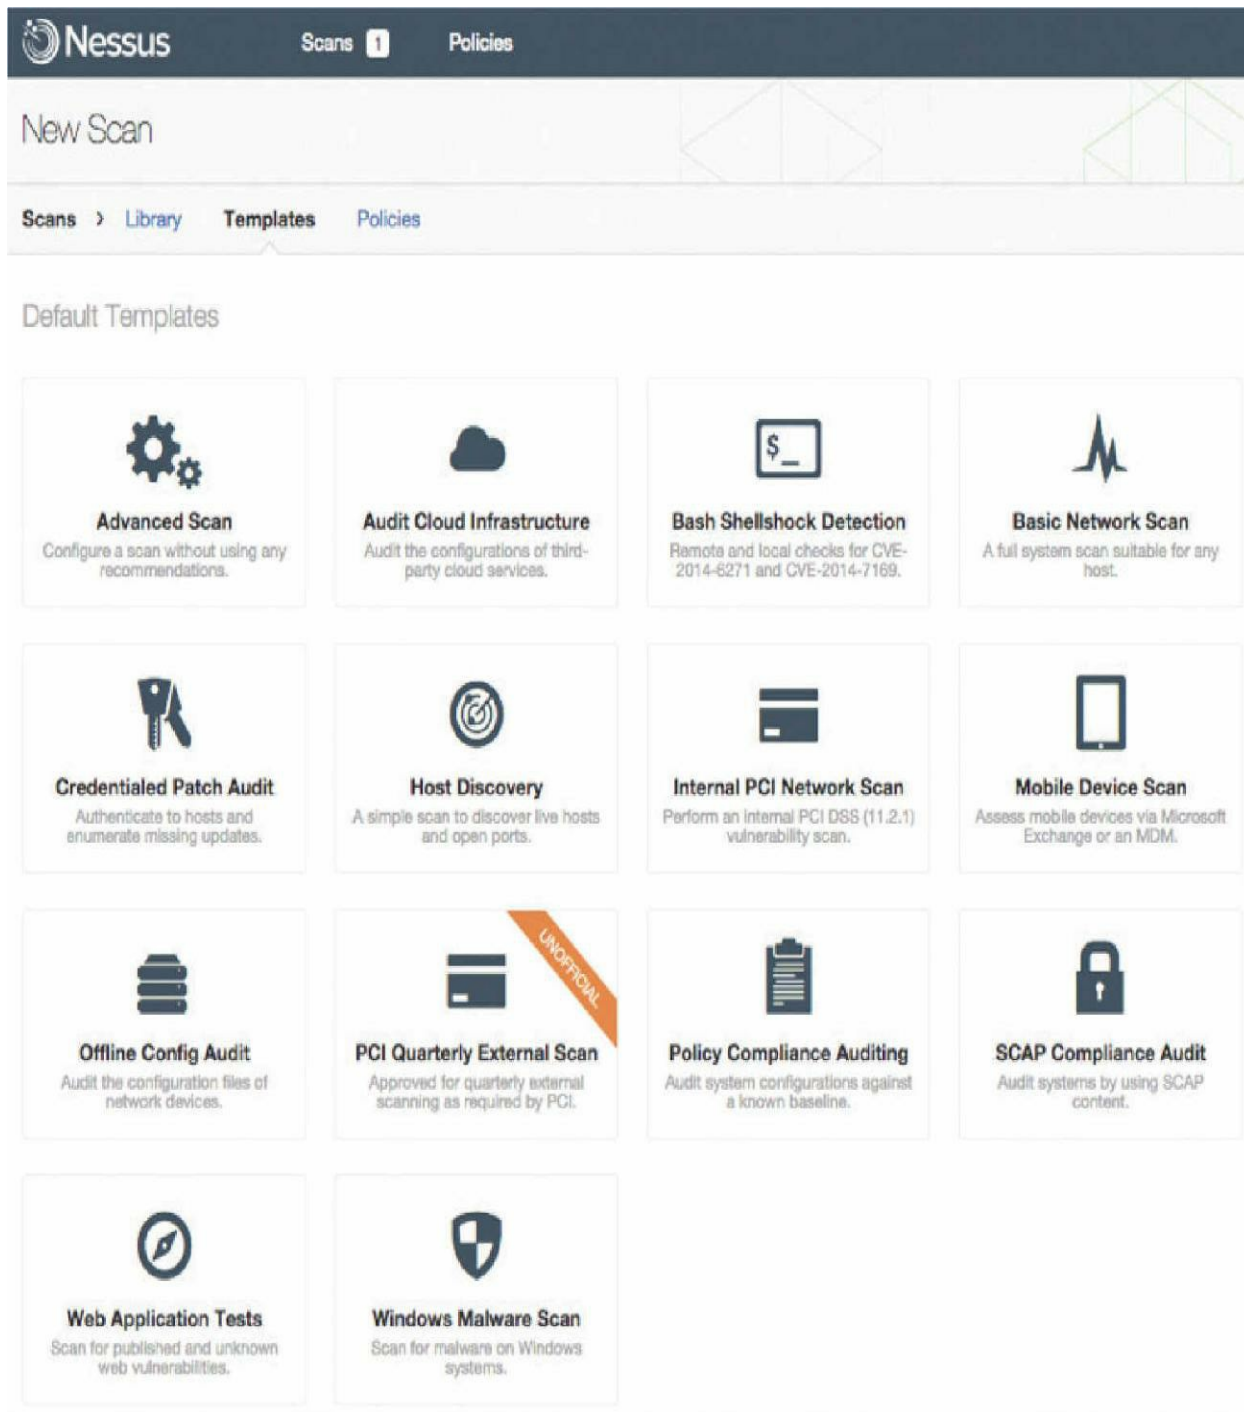 Nessus Scans 1 Policies
New Scan
Scans > Library Templates Policies
Default Templates
$_
Advanced Scan
Configure a scan without using any
recommendations.
Audit Cloud Infrastructure
Audit the configurations of third-
party cloud services.
Bash Shellshock Detection
Remote and local checks for CVE-
2014-6271 and CVE-2014-7169.
Basic Network Scan
A full system scan suitable for any
host.
Credentialed Patch Audit
Authenticate to hosts and
enumerate missing updates.
Host Discovery
A simple scan to discover live hosts
and open ports.
Internal PCI Network Scan
Perform an internal PCI DSS (11.2.1)
vulnerability scan.
Mobile Device Scan
Assess mobile devices via Microsoft
Exchange or an MDM.
Offline Config Audit
Audit the configuration files of
network devices.
UNOFFICIAL
PCI Quarterly External Scan
Approved for quarterly external
scanning as required by PCI.
Policy Compliance Auditing
Audit system configurations against
a known baseline.
SCAP Compliance Audit
Audit systems by using SCAP
content.
Web Application Tests
Scan for published and unknown
web vulnerabilities.
Windows Malware Scan
Scan for malware on Windows
systems.